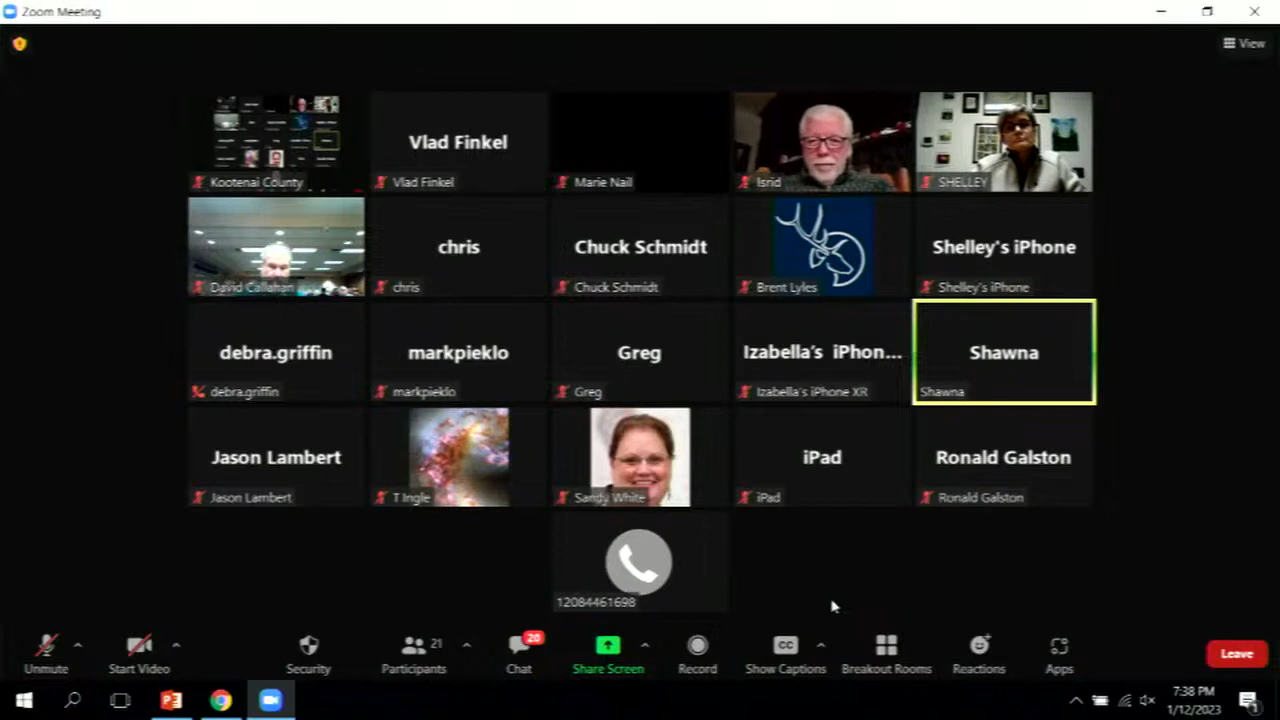 Zoom Meeting
View
Kootenai County
Vlad Finkel
Vlad Finkel
Marie Nail
lsrid
SHELLEY
David Callahan
chris
chris
Chuck Schmidt
Chuck Schmidt
Brent Lyles
Shelley's iPhone
Shelley's iPhone
debra.griffin
debra.griffin
markpieklo
markpieklo
Greg
Greg
Izabella's iPhon...
Izabella's iPhone XR
Shawna
Shawna
Jason Lambert
Jason Lambert
T Ingle
Sandy White
iPad
iPad
Ronald Galston
Ronald Galston
12084461698
Unmute
Start Video
Security
21
Participants
20
Chat
Share Screen
Record
CC
Show Captions
Breakout Rooms
Reactions
Apps
Leave
7:38 PM
1/12/2023
1